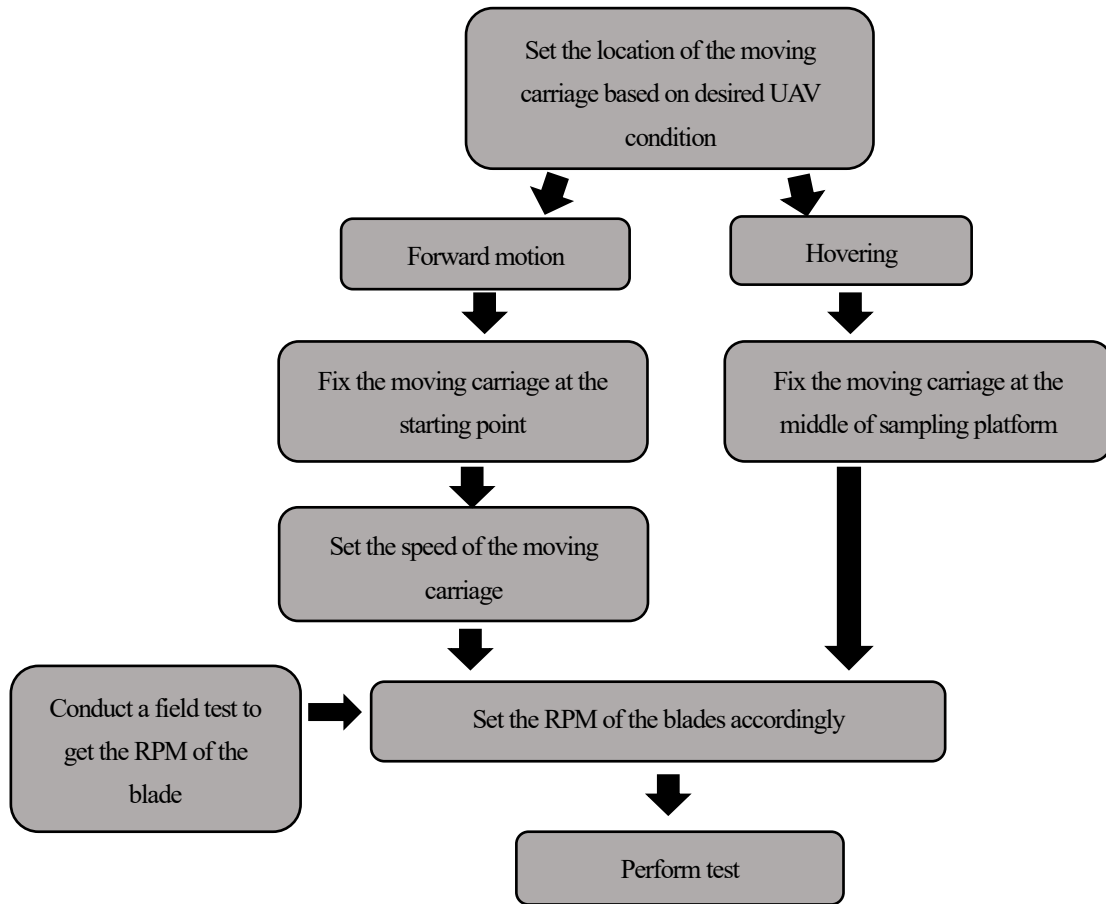 Set the location of the moving
carriage based on desired UAV
condition
Forward motion
Hovering
Fix the moving carriage at the
starting point
Fix the moving carriage at the
middle of sampling platform
Set the speed of the moving
carriage
Conduct a field test to
get the RPM of the
blade
Set the RPM of the blades accordingly
Perform test